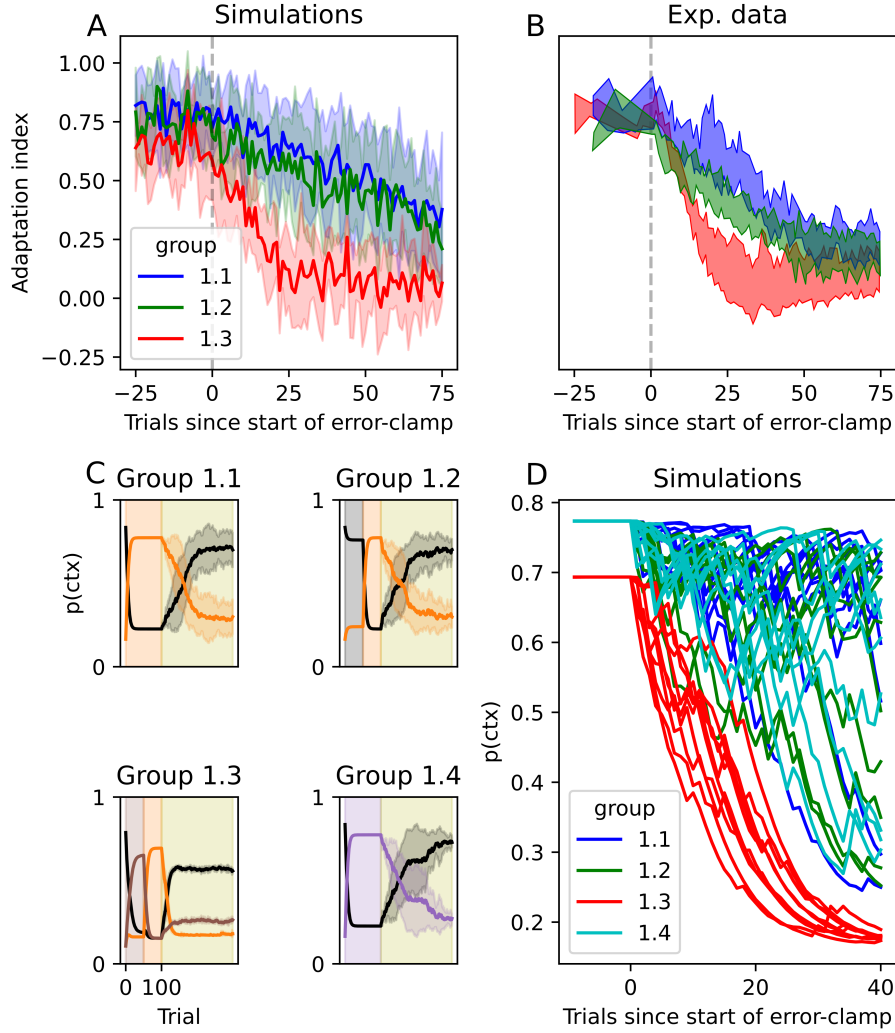 A
Simulations
1.00
0.75
0.50
0.25
0.00
−0.25
Adaptation index
group
1.1
1.2
1.3
−25
0
25
50
75
Trials since start of error-clamp
B
Exp. data
−25
0
25
50
75
Trials since start of error-clamp
C
Group 1.1
1
0
p(ctx)
Group 1.2
1
0
Group 1.3
1
0
0
100
Trial
Group 1.4
1
0
D
Simulations
0.8
0.7
0.6
0.5
0.4
0.3
0.2
p(ctx)
group
1.1
1.2
1.3
1.4
0
20
40
Trials since start of error-clamp